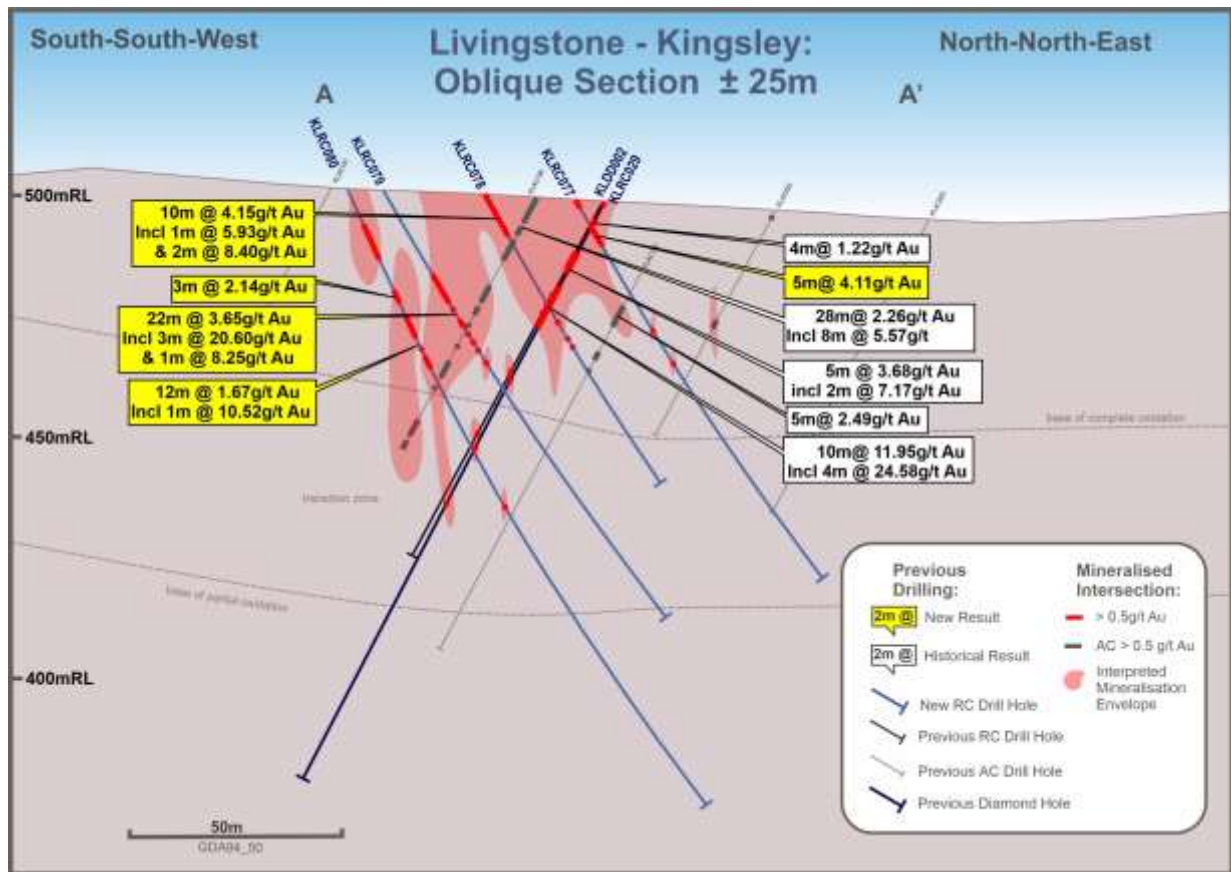 South-South-West
Livingstone - Kingsley:
Oblique Section ± 25m
North-North-East
A
A'
KLRC080
KLRC079
KLRC078
KLRC077
KLDD002
KLRC029
500mRL
450mRL
400mRL
10m @ 4.15g/t Au
Incl 1m @ 5.93g/t Au
& 2m @ 8.40g/t Au
3m @ 2.14g/t Au
22m @ 3.65g/t Au
Incl 3m @ 20.60g/t Au
& 1m @ 8.25g/t Au
12m @ 1.67g/t Au
Incl 1m @ 10.52g/t Au
4m@ 1.22g/t Au
5m@ 4.11g/t Au
28m@ 2.26g/t Au
Incl 8m @ 5.57g/t
5m @ 3.68g/t Au
incl 2m @ 7.17g/t Au
5m@ 2.49g/t Au
10m@ 11.95g/t Au
Incl 4m @ 24.58g/t Au
base of complete oxidation
transition zone
base of partial oxidation
Previous
Drilling:
2m @ New Result
2m @ Historical Result
New RC Drill Hole
Previous RC Drill Hole
Previous AC Drill Hole
Previous Diamond Hole
Mineralised
Intersection:
> 0.5g/t Au
AC > 0.5 g/t Au
Interpreted
Mineralisation
Envelope
50m
GDA94_50